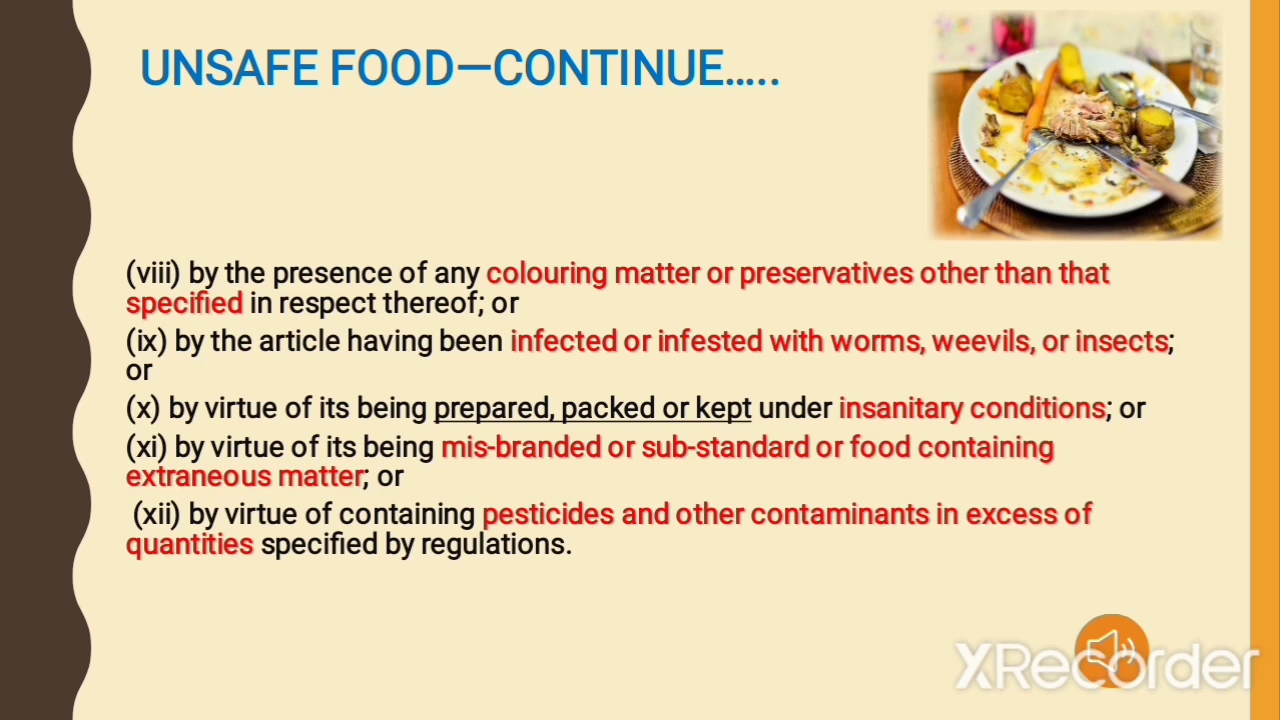 UNSAFE FOOD—CONTINUE…..
(viii) by the presence of any colouring matter or preservatives other than that
specified in respect thereof; or
(ix) by the article having been infected or infested with worms, weevils, or insects;
or
(x) by virtue of its being prepared, packed or kept under insanitary conditions; or
(xi) by virtue of its being mis-branded or sub-standard or food containing
extraneous matter; or
(xii) by virtue of containing pesticides and other contaminants in excess of
quantities specified by regulations.
XRecorder